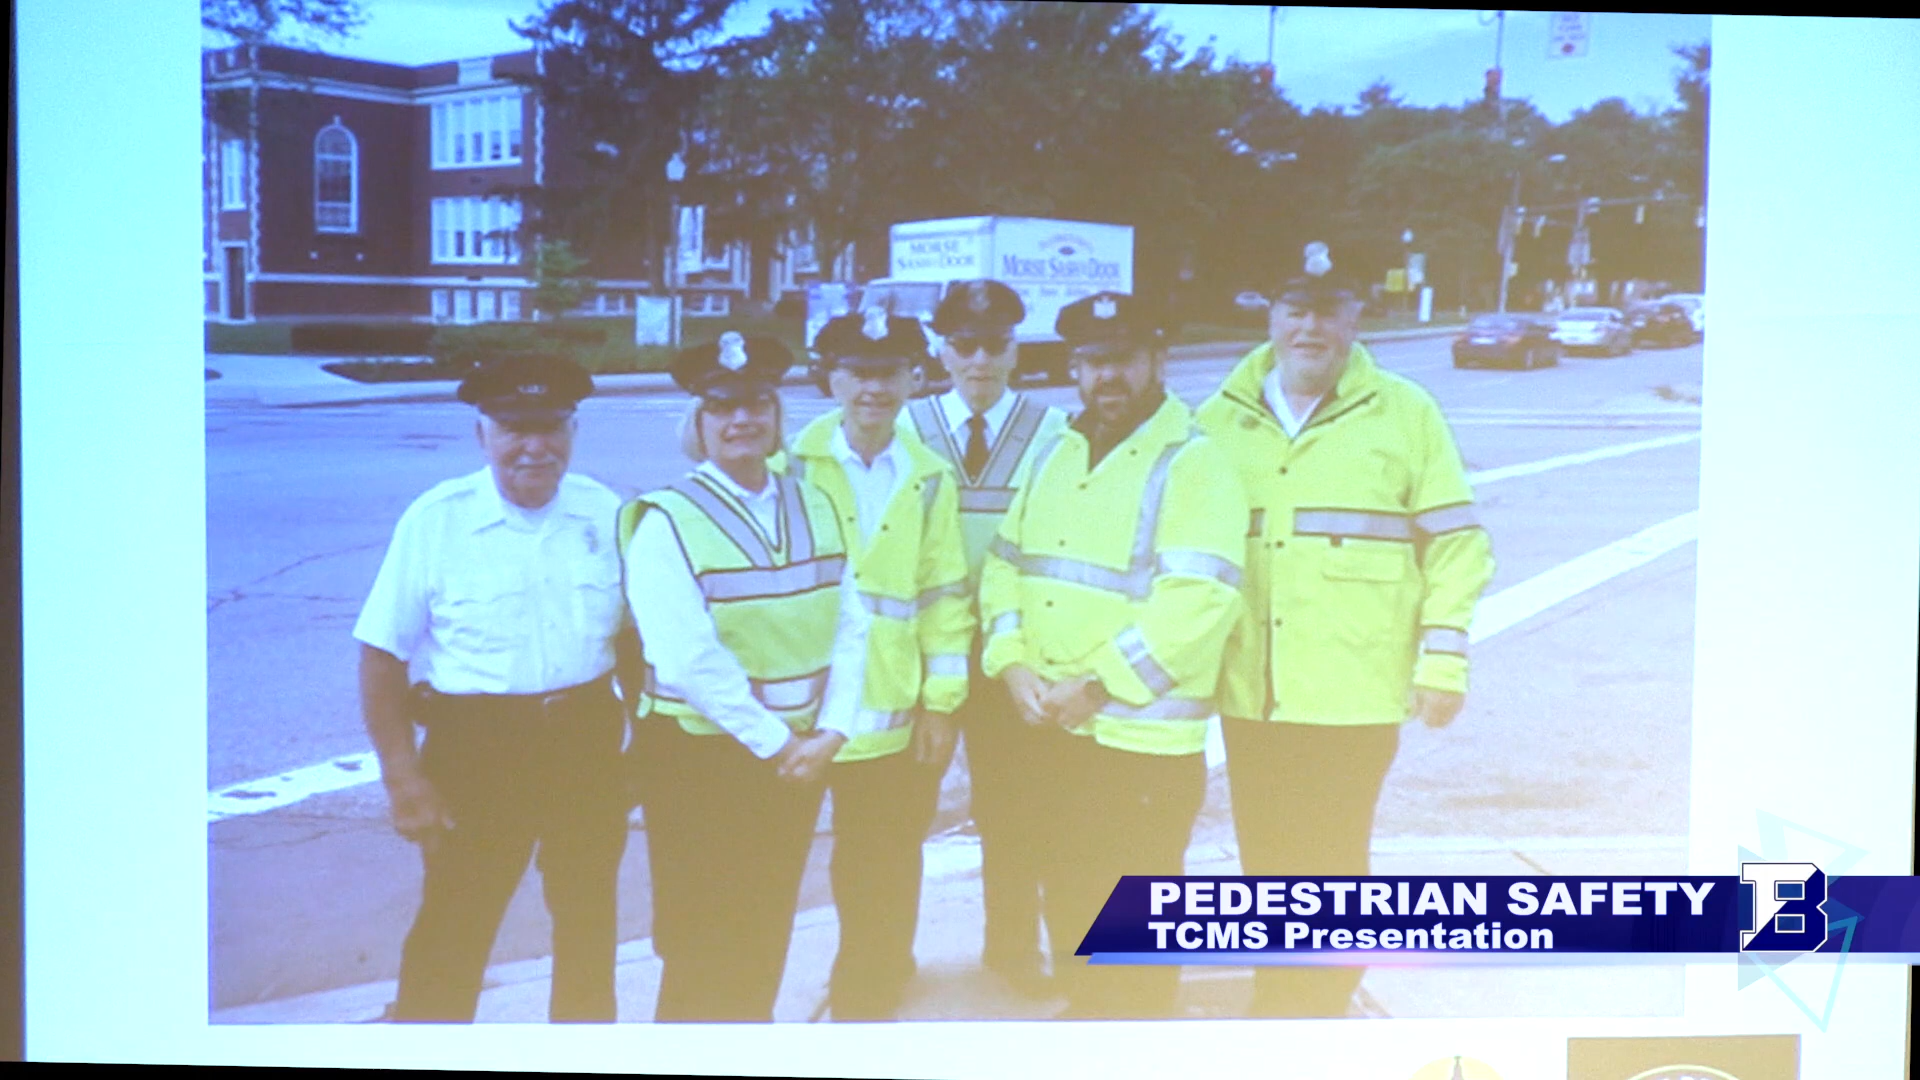 MORSE
SASH & DOOR
MORSE SASH & DOOR
PEDESTRIAN SAFETY
TCMS Presentation
B